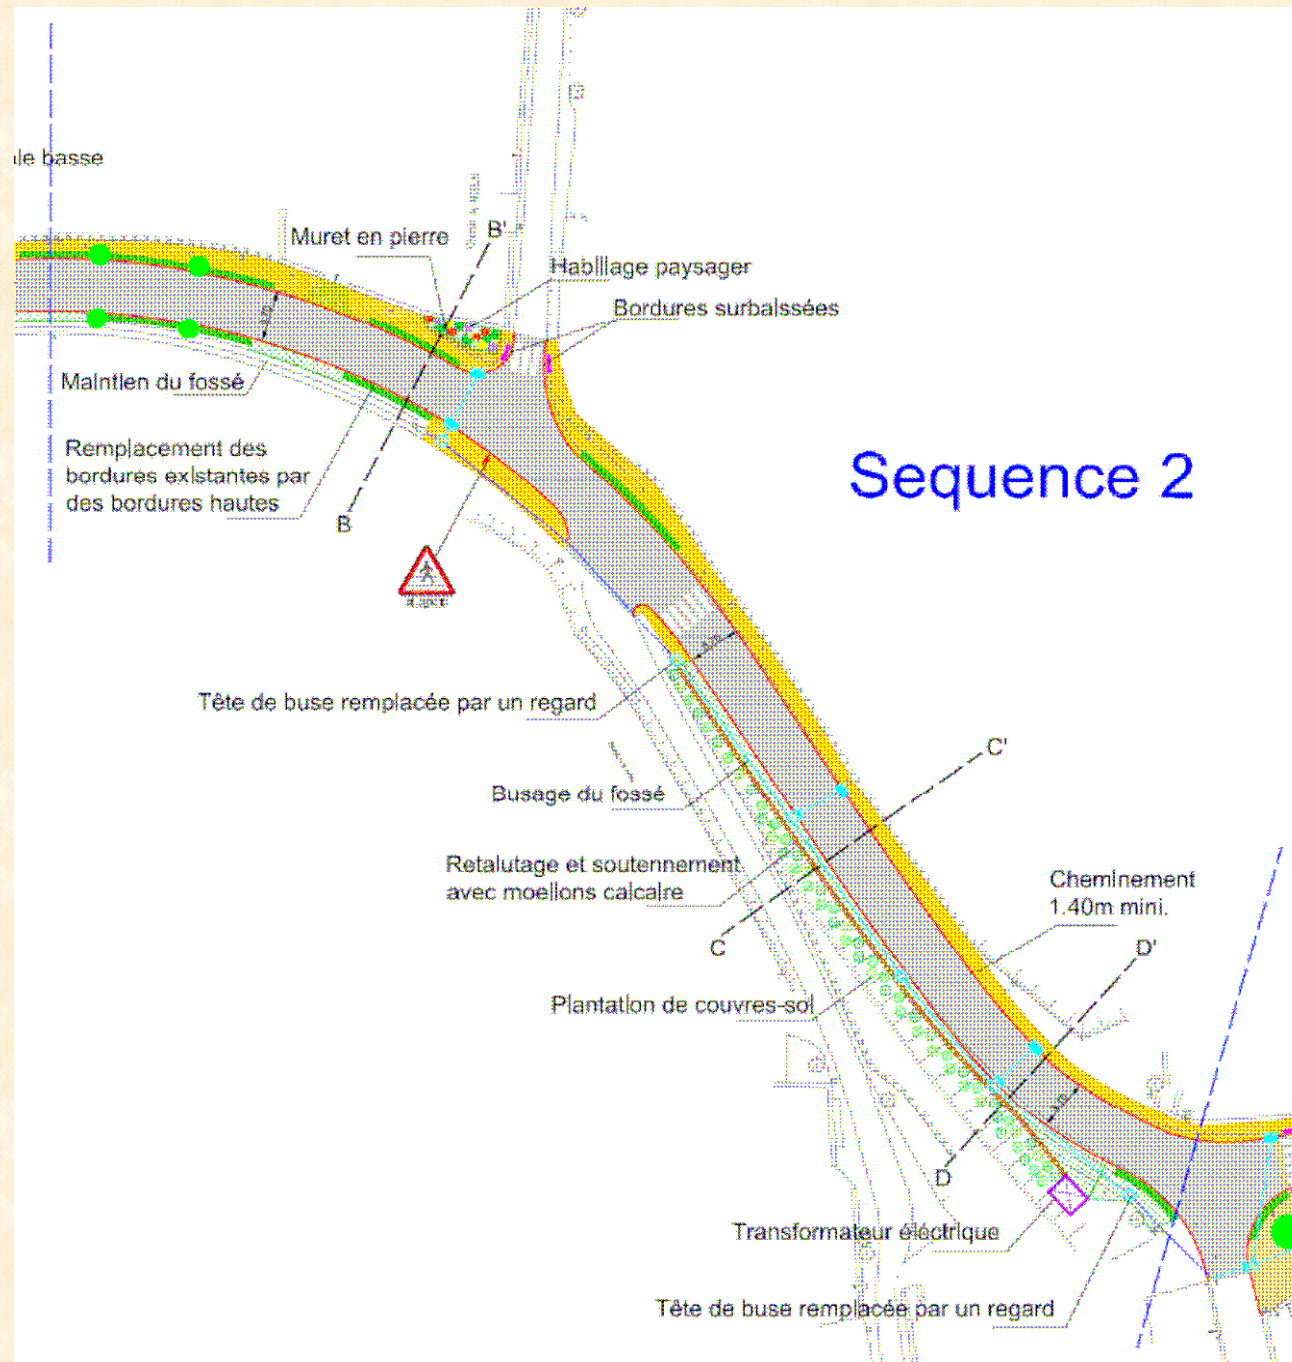 le basse
Muret en pierre
B'
Habillage paysager
Bordures surbaissées
Maintien du fossé
Remplacement des
bordures existantes par
des bordures hautes
B
Sequence 2
Tête de buse remplacée par un regard
C'
Busage du fossé
Retalutage et soutennement
avec moellons calcaire
C
Cheminement
1.40m mini.
D'
Plantation de couvres-sol
D
Transformateur éléctrique
Tête de buse remplacée par un regard